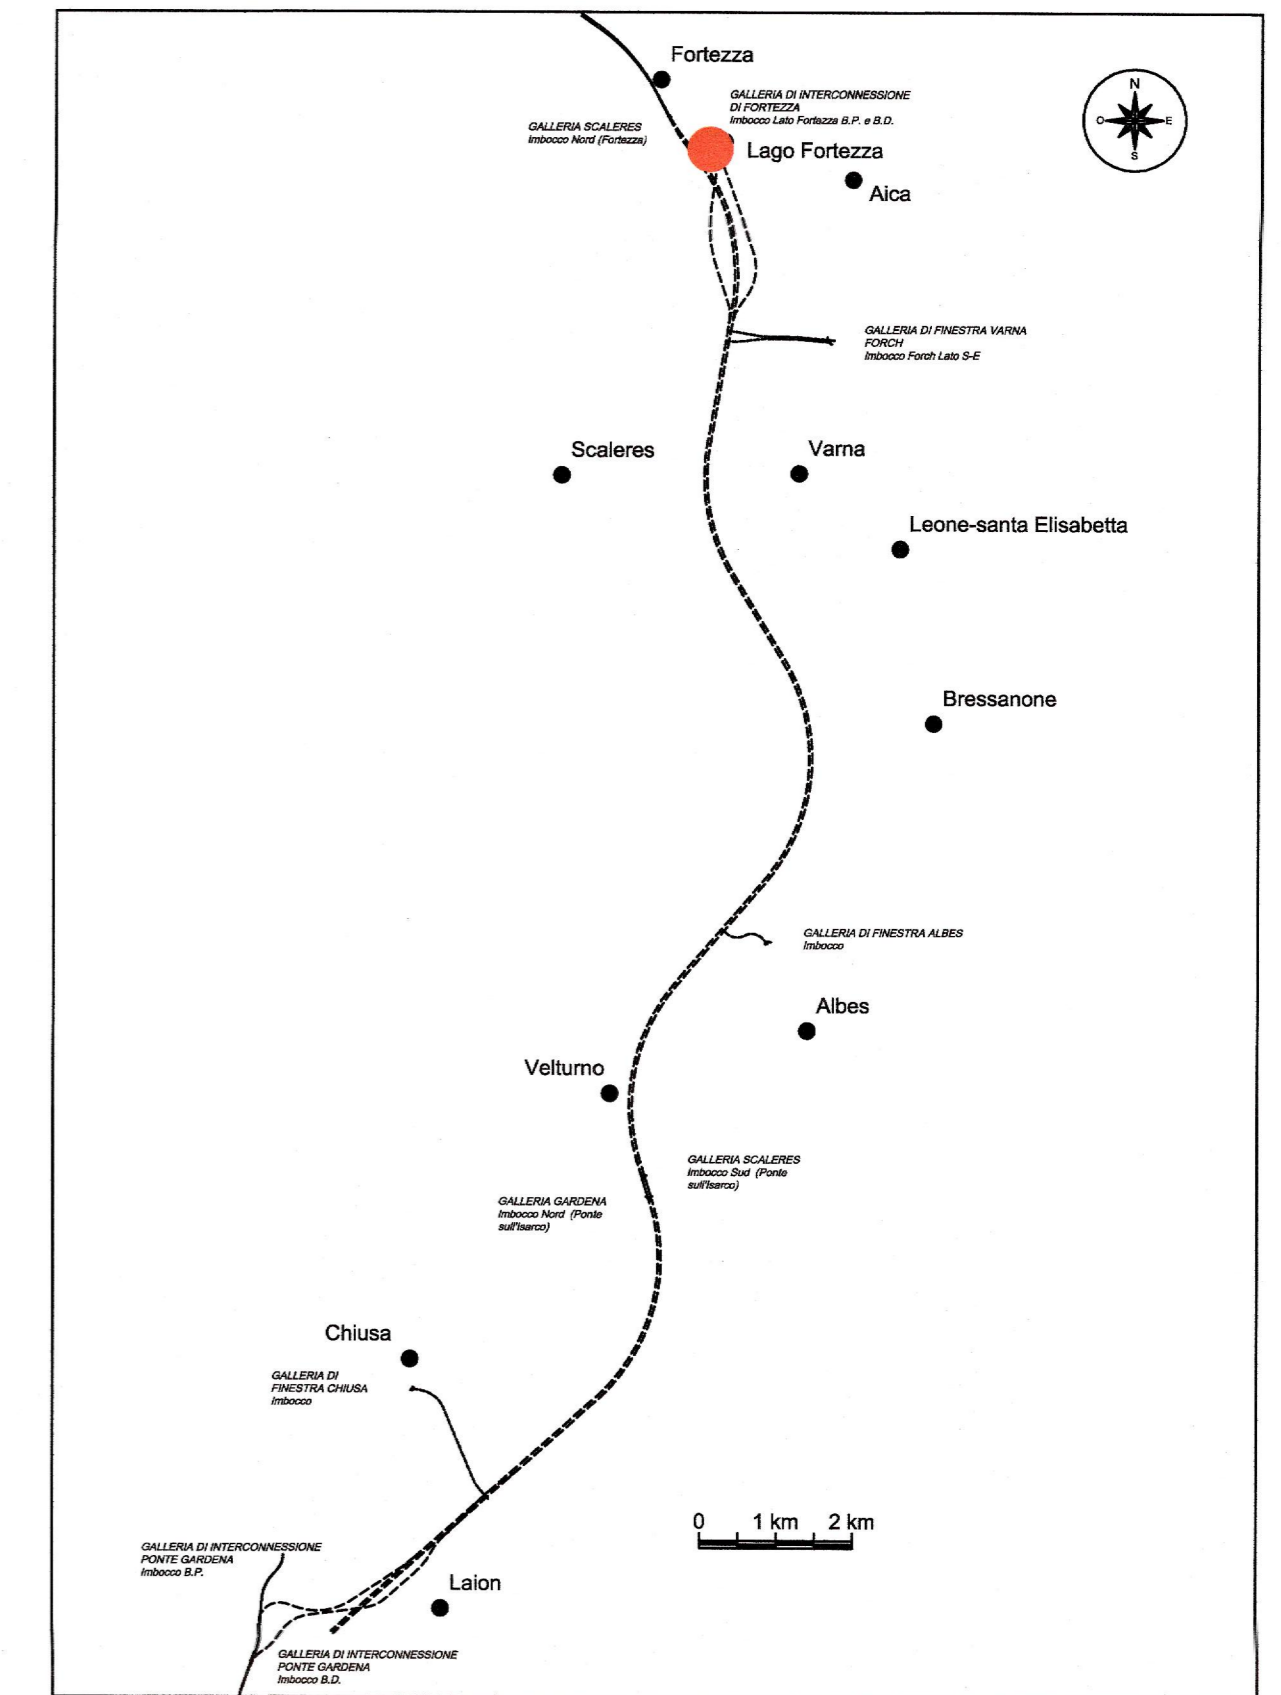 Fortezza
GALLERIA DI INTERCONNESSIONE
DI FORTEZZA
Imbocco Lato Fortezza B.P. e B.D.
N
O
E
S
GALLERIA SCALERES
Imbocco Nord (Fortezza)
Lago Fortezza
Aica
GALLERIA DI FINESTRA VARNA
FORCH
Imbocco Forch Lato S-E
Scaleres
Varna
Leone-santa Elisabetta
Bressanone
GALLERIA DI FINESTRA ALBES
Imbocco
Albes
Velturno
GALLERIA SCALERES
Imbocco Sud (Ponte
sull'Isarco)
GALLERIA GARDENA
Imbocco Nord (Ponte
sull'Isarco)
Chiusa
GALLERIA DI
FINESTRA CHIUSA
Imbocco
0 1 km 2 km
GALLERIA DI INTERCONNESSIONE
PONTE GARDENA
Imbocco B.P.
Laion
GALLERIA DI INTERCONNESSIONE
PONTE GARDENA
Imbocco B.D.